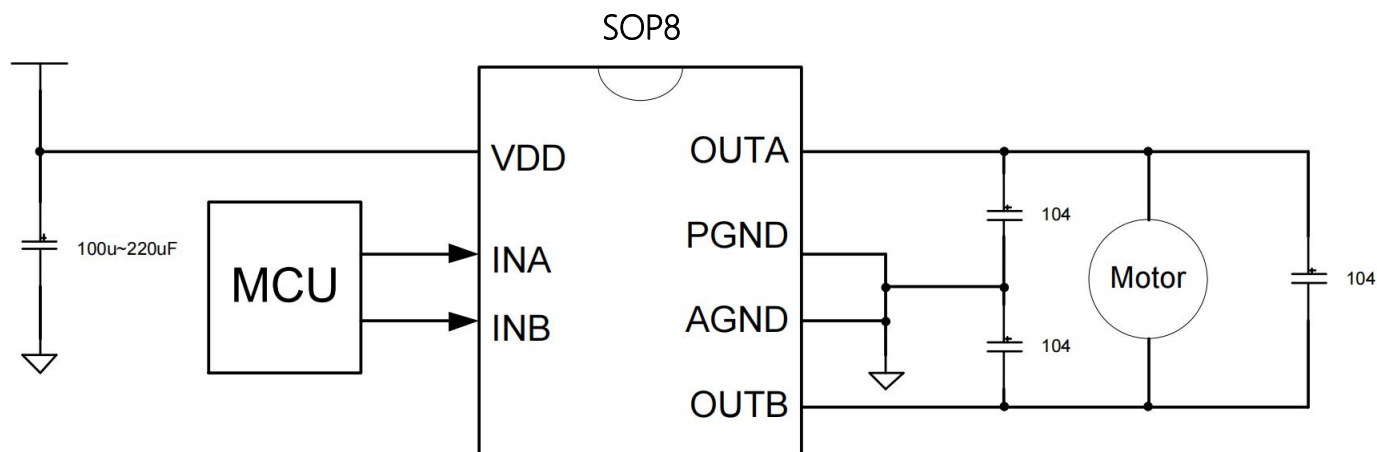 SOP8
VDD
OUTA
100u~220uF
MCU
INA
INB
PGND
AGND
OUTB
104
104
Motor
104